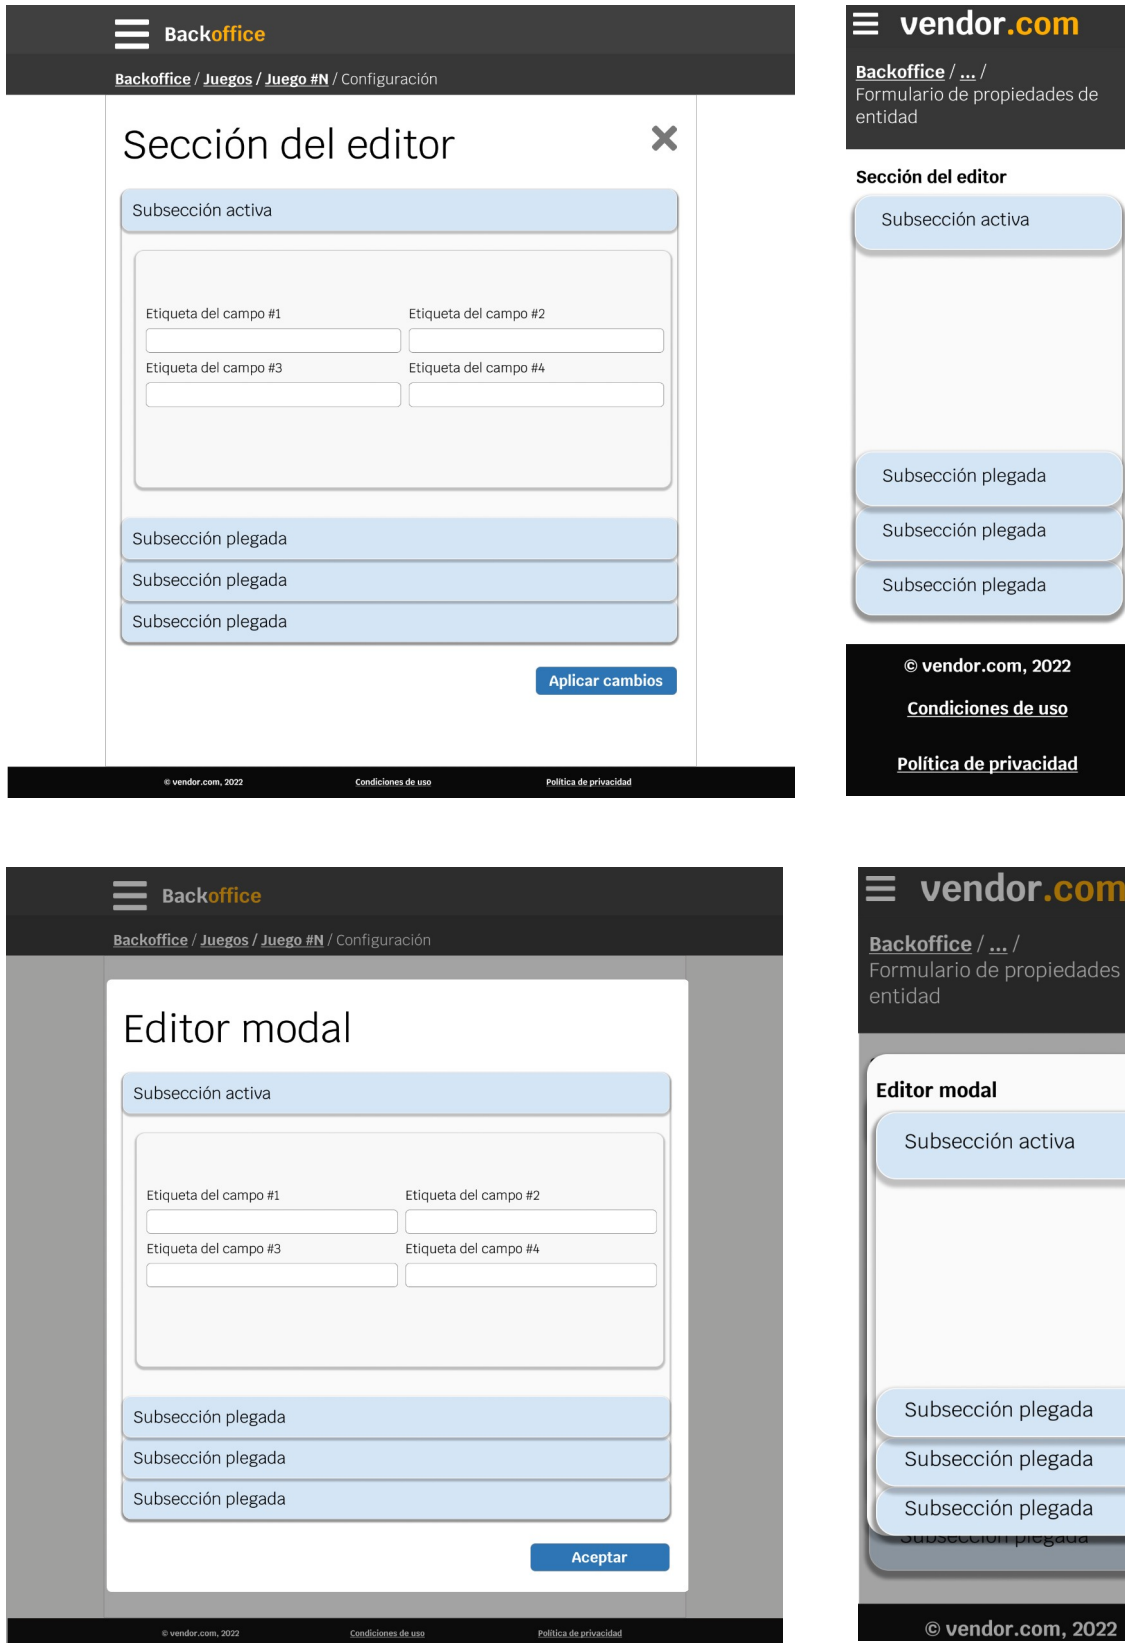 Backoffice
Backoffice / Juegos / Juego #N / Configuración
Sección del editor
Subsección activa
Etiqueta del campo #1 Etiqueta del campo #2
Etiqueta del campo #3 Etiqueta del campo #4
Subsección plegada
Subsección plegada
Subsección plegada
Aplicar cambios
© vendor.com, 2022 Condiciones de uso Política de privacidad
vendor.com
Backoffice / ... /
Formulario de propiedades de
entidad
Sección del editor
Subsección activa
Subsección plegada
Subsección plegada
Subsección plegada
© vendor.com, 2022
Condiciones de uso
Política de privacidad
Backoffice
Backoffice / Juegos / Juego #N / Configuración
Editor modal
Subsección activa
Etiqueta del campo #1 Etiqueta del campo #2
Etiqueta del campo #3 Etiqueta del campo #4
Subsección plegada
Subsección plegada
Subsección plegada
Aceptar
© vendor.com, 2022 Condiciones de uso Política de privacidad
vendor.com
Backoffice / ... /
Formulario de propiedades
entidad
Editor modal
Subsección activa
Subsección plegada
Subsección plegada
Subsección plegada
Subsección plegada
© vendor.com, 2022